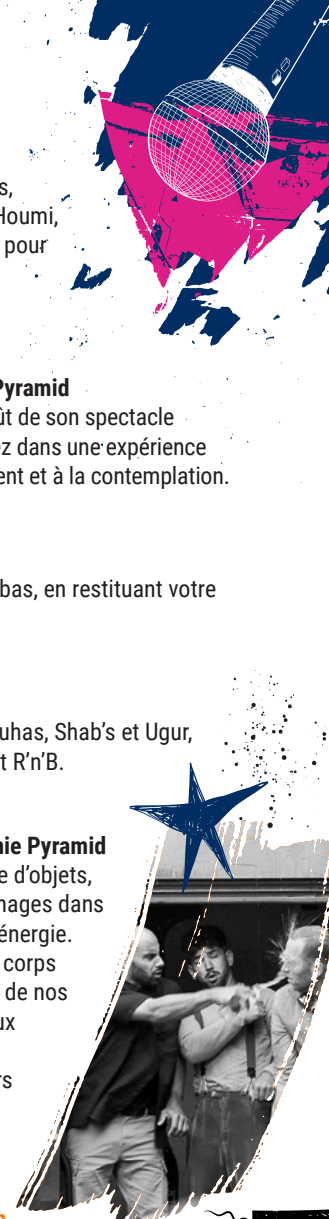 s,
Houmi,
pour
Pyramid
ût de son spectacle
z dans une expérience
ent et à la contemplation.
bas, en restituant votre
uhas, Shab's et Ugur,
t R'n'B.
nie Pyramid
e d'objets,
nages dans
énergie.
corps
de nos
ux
rs